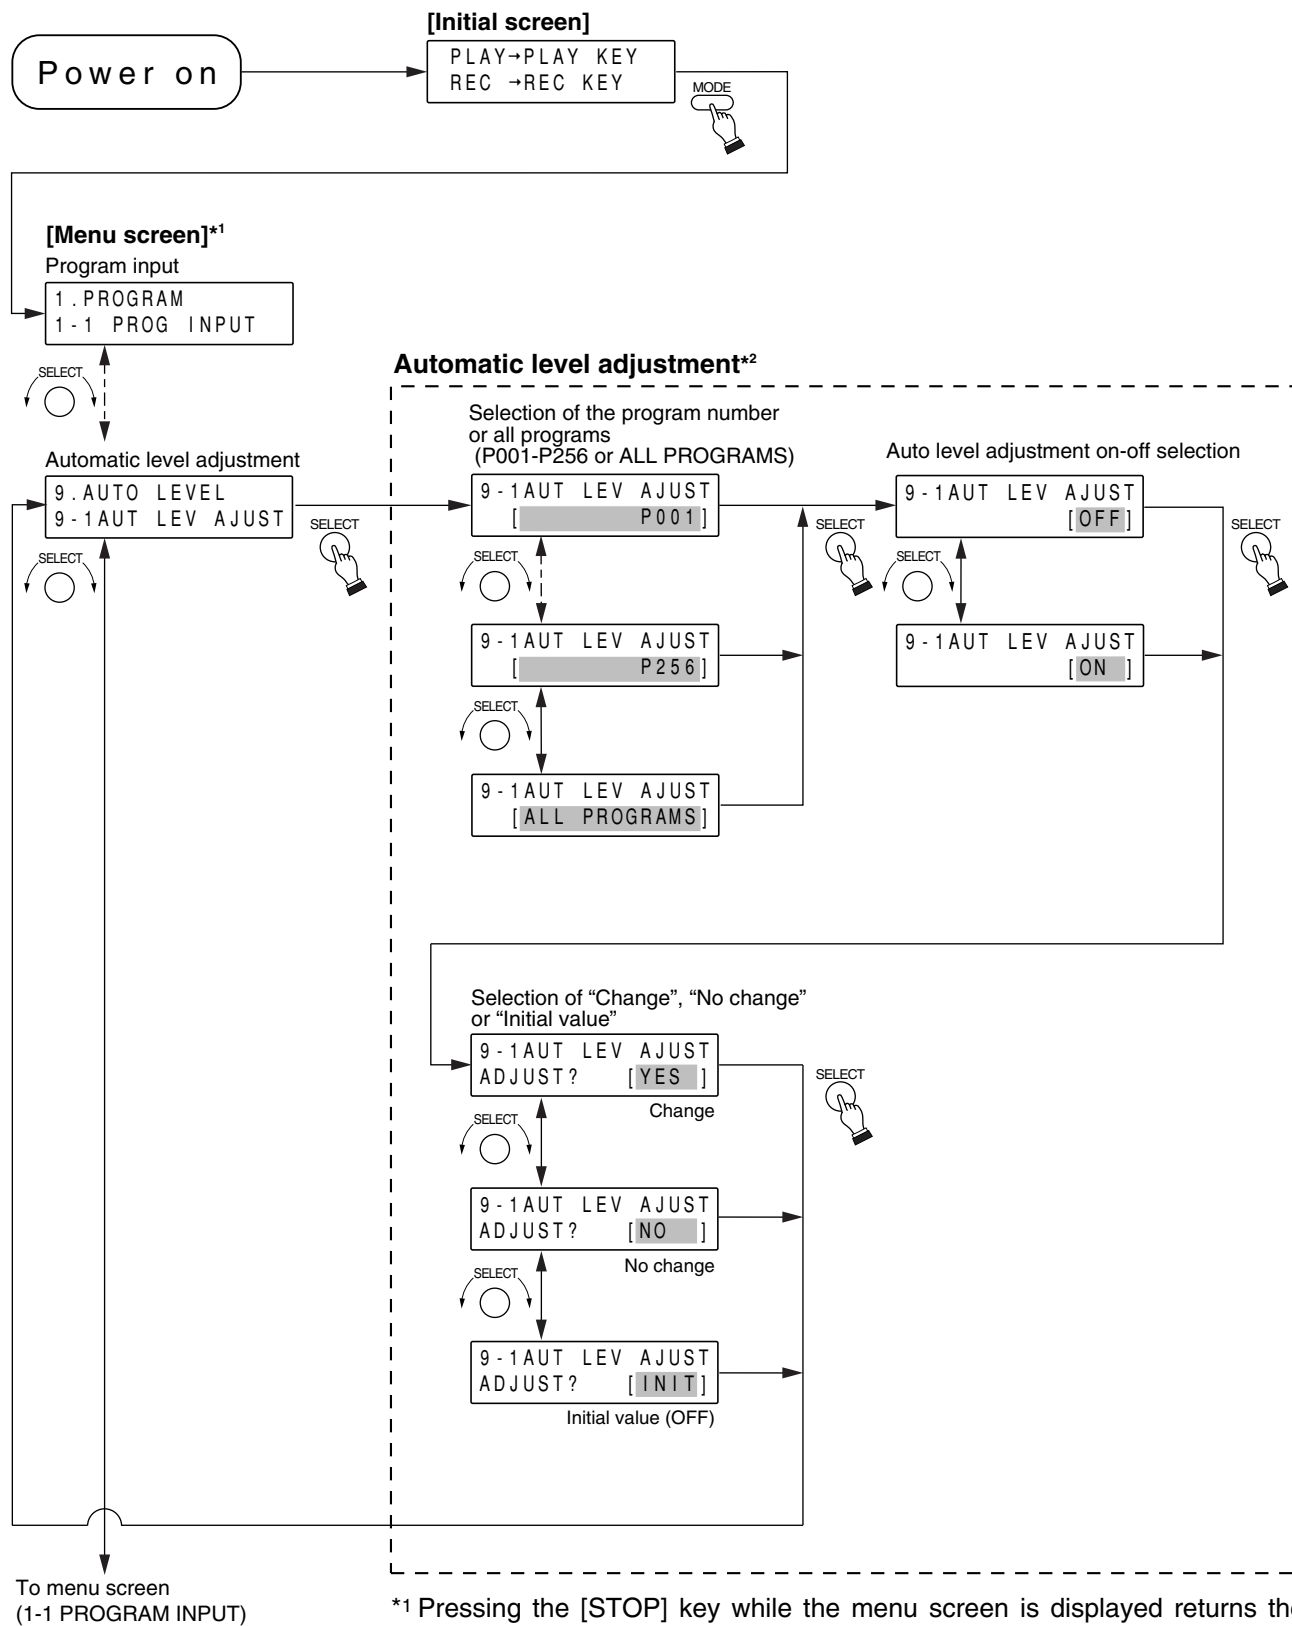 [Initial screen]
Power on
PLAY→PLAY KEY
REC →REC KEY
MODE
[Menu screen]*1
Program input
1.PROGRAM
1-1 PROG INPUT
SELECT
Automatic level adjustment
9.AUTO LEVEL
9-1AUT LEV AJUST
SELECT
SELECT
Automatic level adjustment*2
Selection of the program number
or all programs
(P001-P256 or ALL PROGRAMS)
9-1AUT LEV AJUST
[ P001]
SELECT
SELECT
9-1AUT LEV AJUST
[ P256]
SELECT
9-1AUT LEV AJUST
[ALL PROGRAMS]
Auto level adjustment on-off selection
9-1AUT LEV AJUST
[OFF]
SELECT
SELECT
9-1AUT LEV AJUST
[ON ]
Selection of “Change”, “No change”
or “Initial value”
9-1AUT LEV AJUST
ADJUST? [YES ]
Change
SELECT
SELECT
9-1AUT LEV AJUST
ADJUST? [NO ]
No change
SELECT
9-1AUT LEV AJUST
ADJUST? [INIT]
Initial value (OFF)
To menu screen
(1-1 PROGRAM INPUT)
*1 Pressing the [STOP] key while the menu screen is displayed returns the